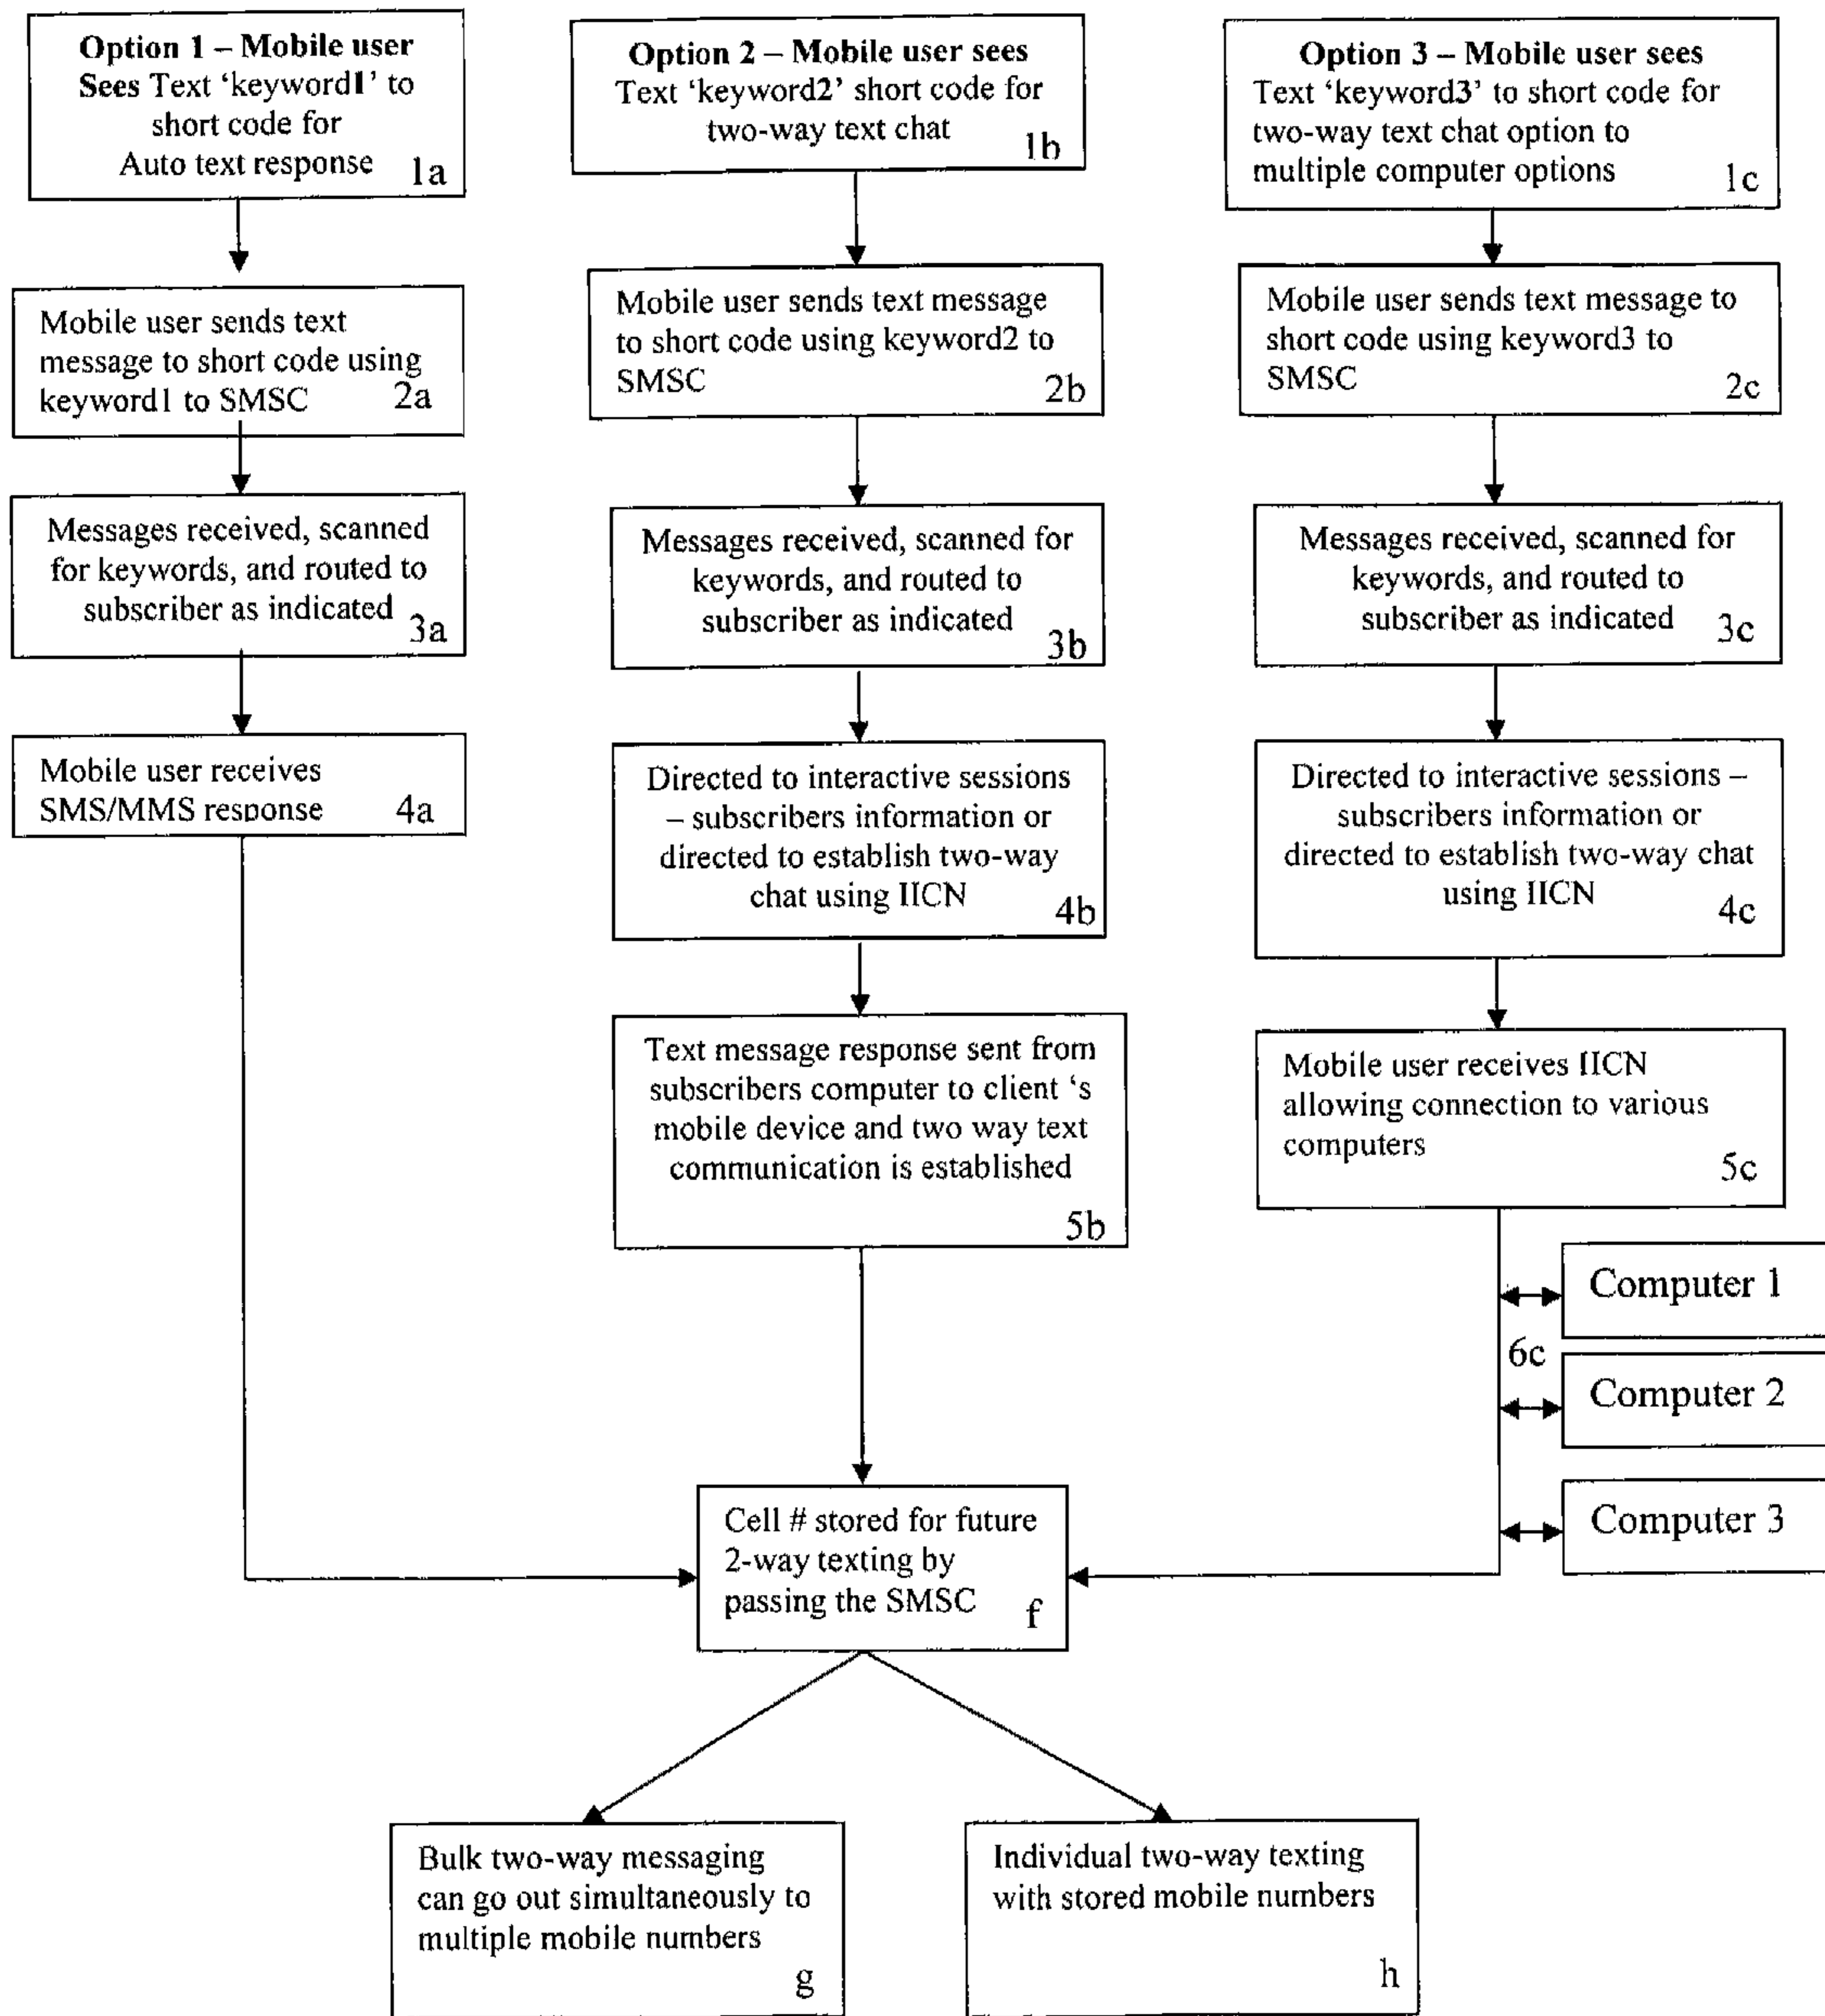 Option 1 – Mobile user
Sees Text ‘keyword1’ to
short code for
Auto text response
1a
Mobile user sends text
message to short code using
keyword1 to SMSC
2a
Messages received, scanned
for keywords, and routed to
subscriber as indicated
3a
Mobile user receives
SMS/MMS response
4a
Option 2 – Mobile user sees
Text ‘keyword2’ short code for
two-way text chat
1b
Mobile user sends text message
to short code using keyword2 to
SMSC
2b
Messages received, scanned for
keywords, and routed to
subscriber as indicated
3b
Directed to interactive sessions
– subscribers information or
directed to establish two-way
chat using IICN
4b
Text message response sent from
subscribers computer to client ‘s
mobile device and two way text
communication is established
5b
Option 3 – Mobile user sees
Text ‘keyword3’ to short code for
two-way text chat option to
multiple computer options
1c
Mobile user sends text message to
short code using keyword3 to
SMSC
2c
Messages received, scanned for
keywords, and routed to
subscriber as indicated
3c
Directed to interactive sessions –
subscribers information or
directed to establish two-way chat
using IICN
4c
Mobile user receives IICN
allowing connection to various
computers
5c
Computer 1
6c
Computer 2
Computer 3
Cell # stored for future
2-way texting by
passing the SMSC
f
Bulk two-way messaging
can go out simultaneously to
multiple mobile numbers
g
Individual two-way texting
with stored mobile numbers
h